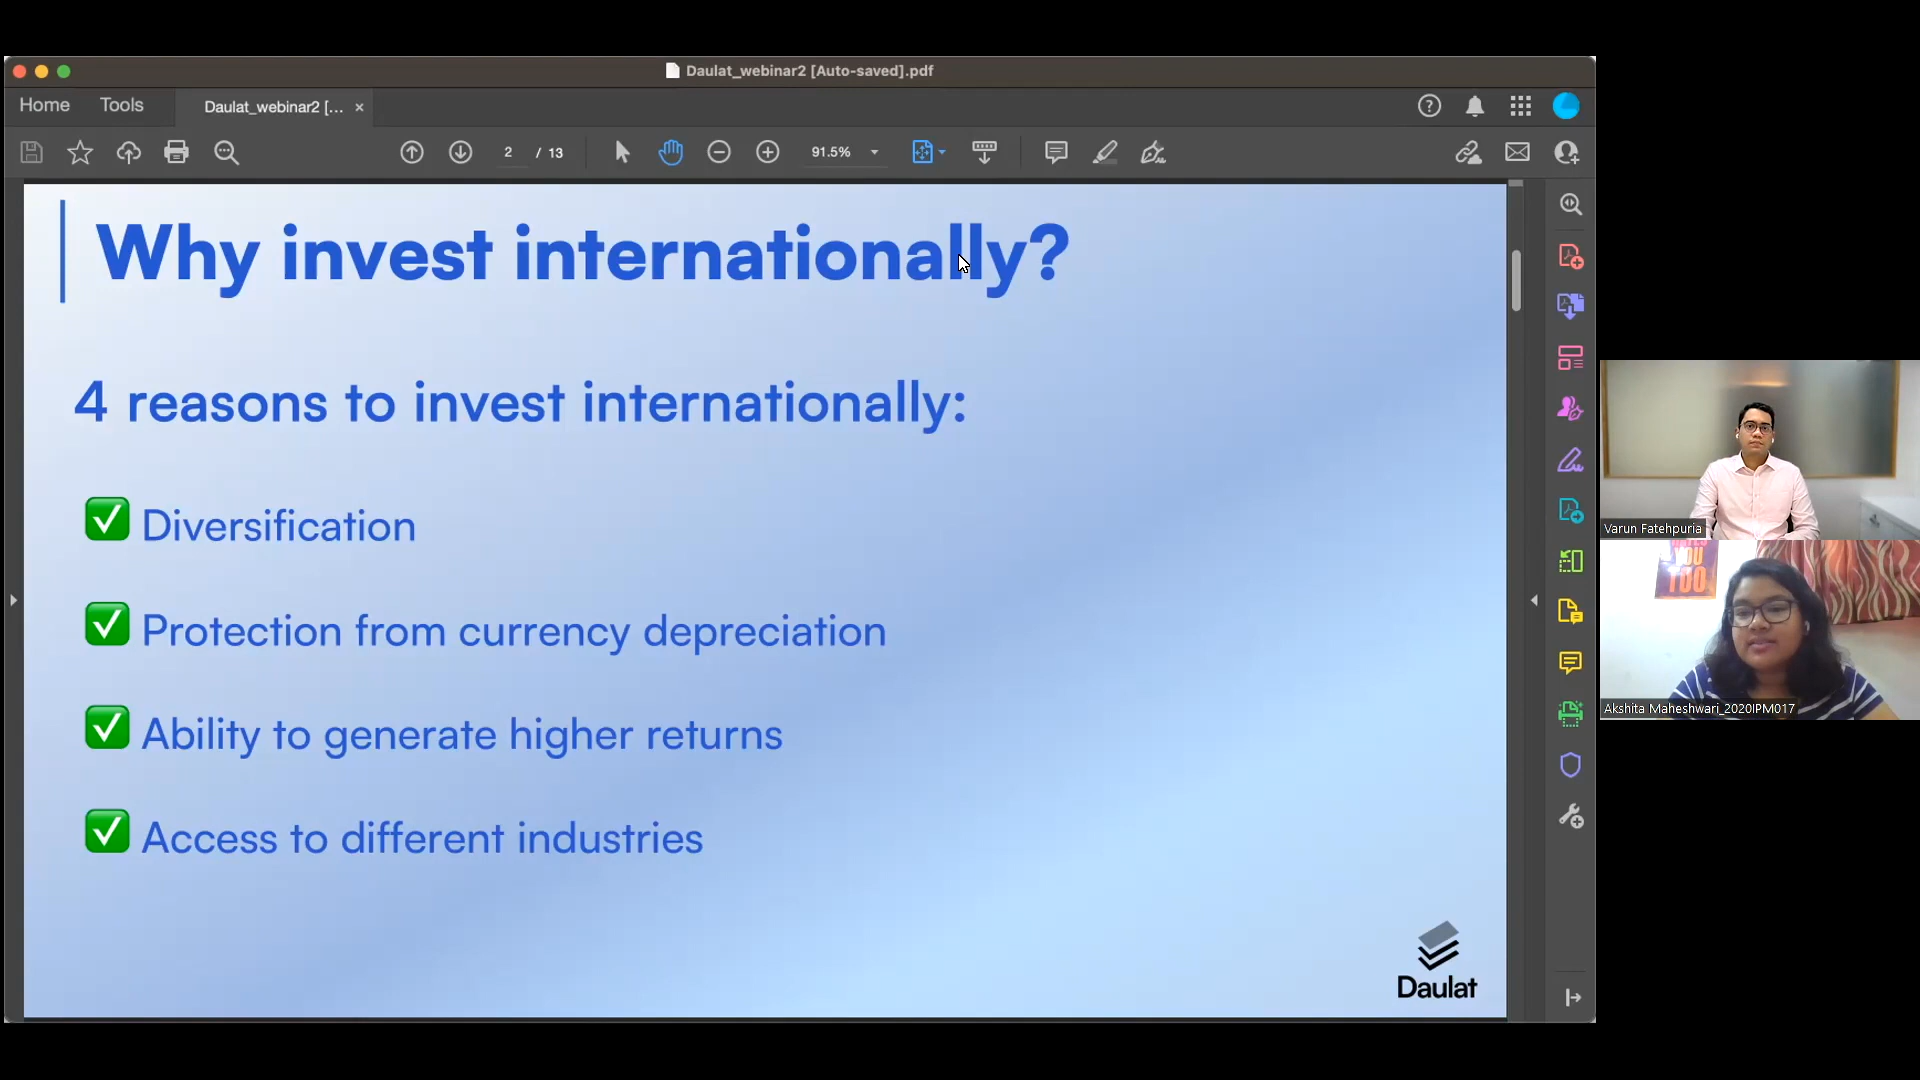 Daulat_webinar2 [Auto-saved].pdf
Home
Tools
Daulat_webinar2 [... ×
2 / 13
91.5%
Why invest internationally?
4 reasons to invest internationally:
✅ Diversification
✅ Protection from currency depreciation
✅ Ability to generate higher returns
✅ Access to different industries
Daulat
Varun Fatehpuria
YOU
TOO
Akshita Maheshwari_2020IPM017